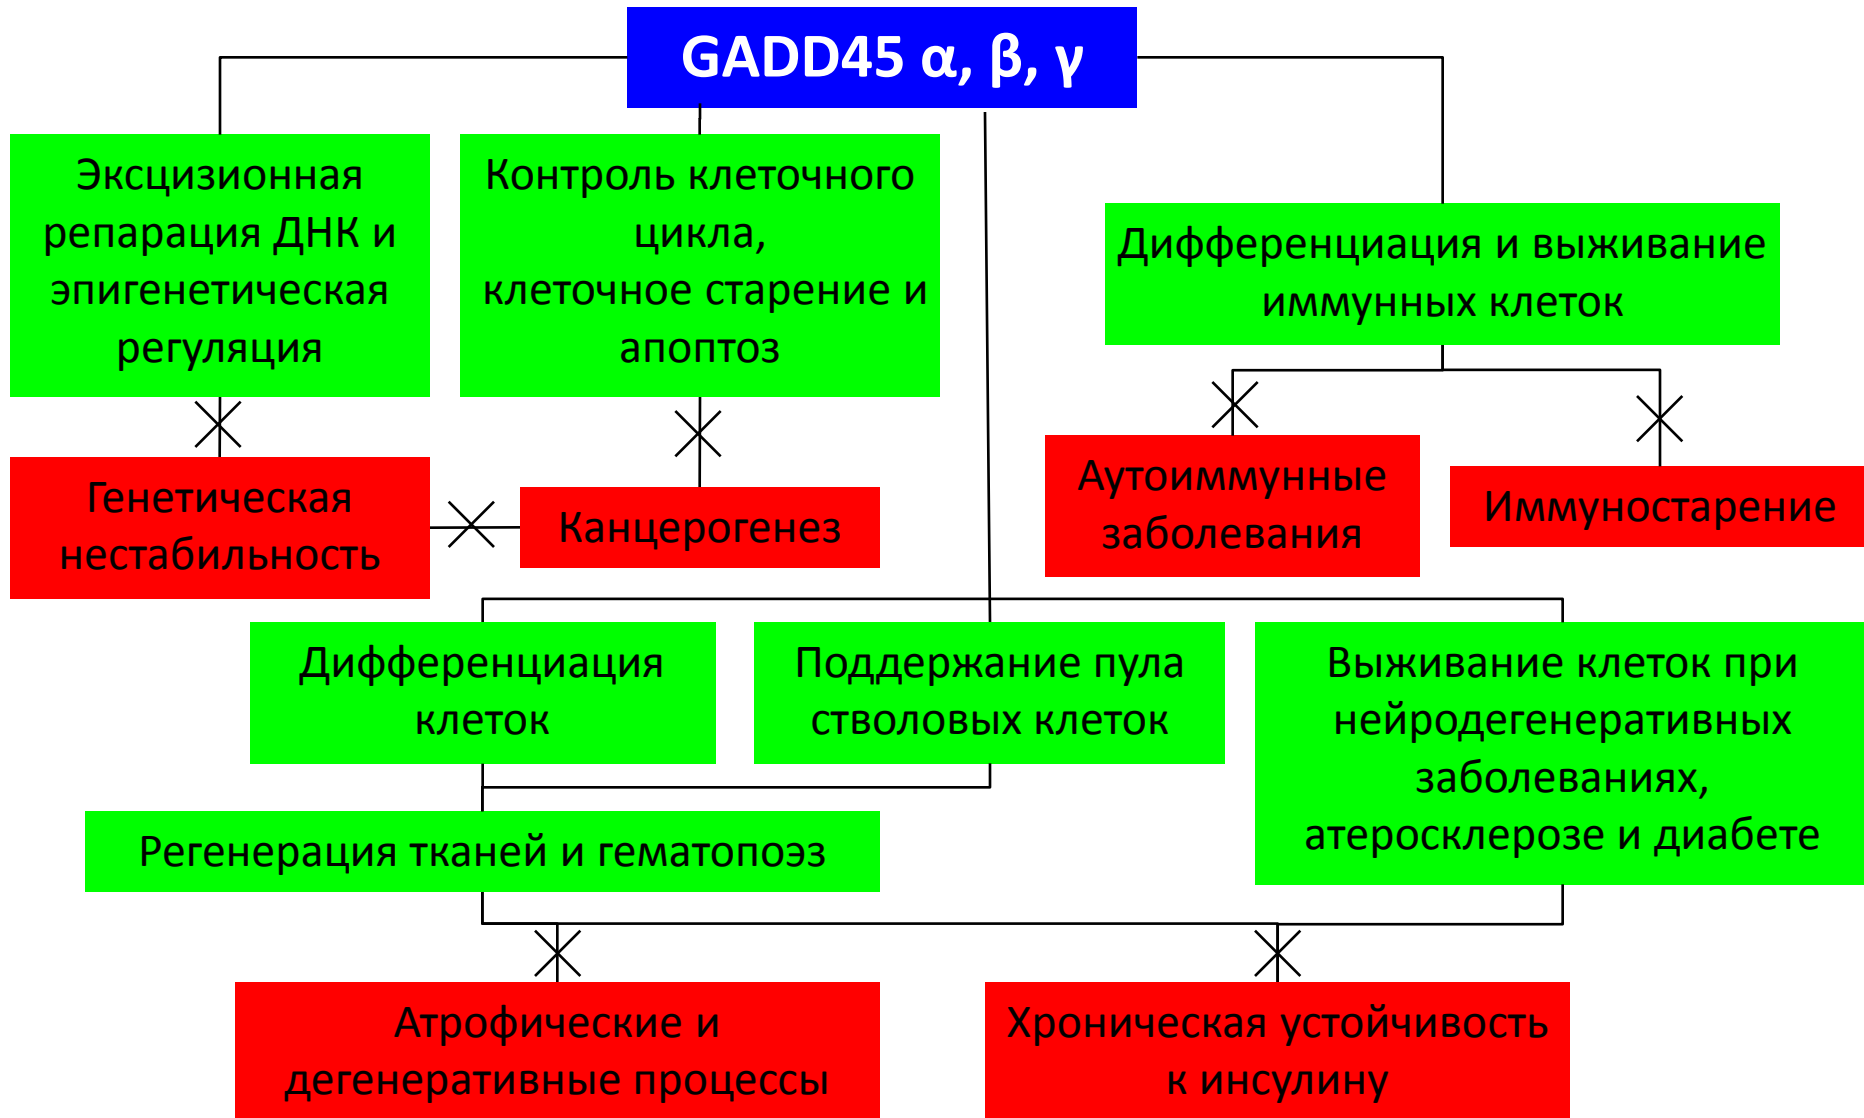 GADD45 α, β, γ
Эксцизионная
репарация ДНК и
эпигенетическая
регуляция
Контроль клеточного
цикла,
клеточное старение и
апоптоз
Дифференциация и выживание
иммунных клеток
Генетическая
нестабильность
Канцерогенез
Аутоиммунные
заболевания
Иммуностарение
Дифференциация
клеток
Поддержание пула
стволовых клеток
Выживание клеток при
нейродегенеративных
заболеваниях,
атеросклерозе и диабете
Регенерация тканей и гематопоэз
Атрофические и
дегенеративные процессы
Хроническая устойчивость
к инсулину